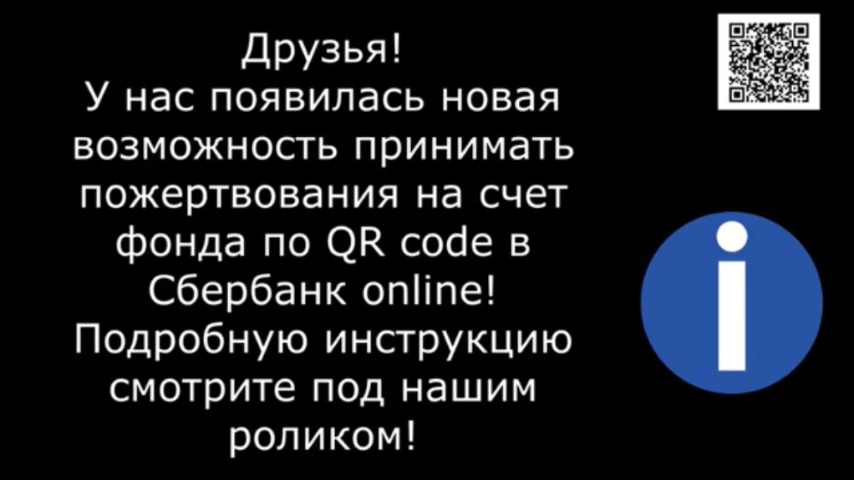 Друзья!
У нас появилась новая
возможность принимать
пожертвования на счет
фонда по QR code в
Сбербанк online!
Подробную инструкцию
смотрите под нашим
роликом!